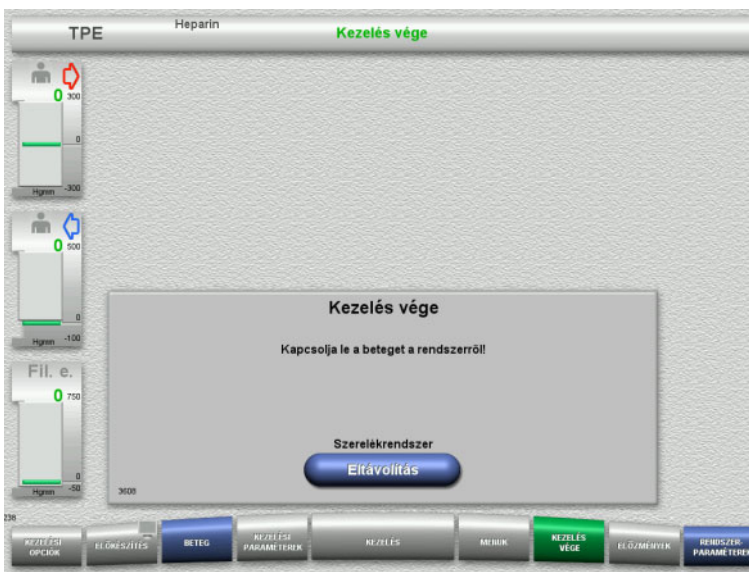 TPE
Heparin
Kezelés vége
0
300
0
Hgmm -300
0
500
0
Hgmm -100
Fil. e.
0
750
0
Hgmm -50
Kezelés vége
Kapcsolja le a beteget a rendszerről!
Szerelékrendszer
Eltávolítás
3608
238
KEZELÉSI
OPCIÓK
ELŐKÉSZÍTÉS
BETEG
KEZELÉSI
PARAMÉTEREK
KEZELÉS
MENÜK
KEZELÉS
VÉGE
ELŐZMÉNYEK
RENDSZER-
PARAMÉTEREK